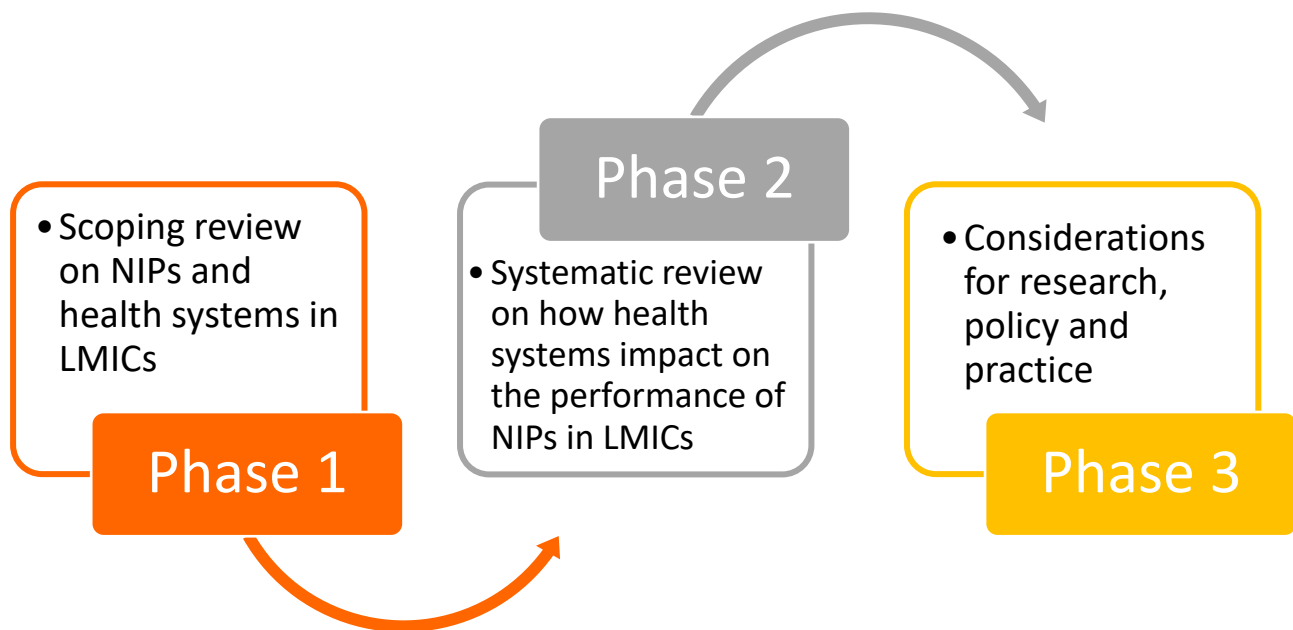 • Scoping review
on NIPs and
health systems in
LMICs
Phase 1
Phase 2
• Systematic review
on how health
systems impact on
the performance of
NIPs in LMICs
• Considerations
for research,
policy and
practice
Phase 3